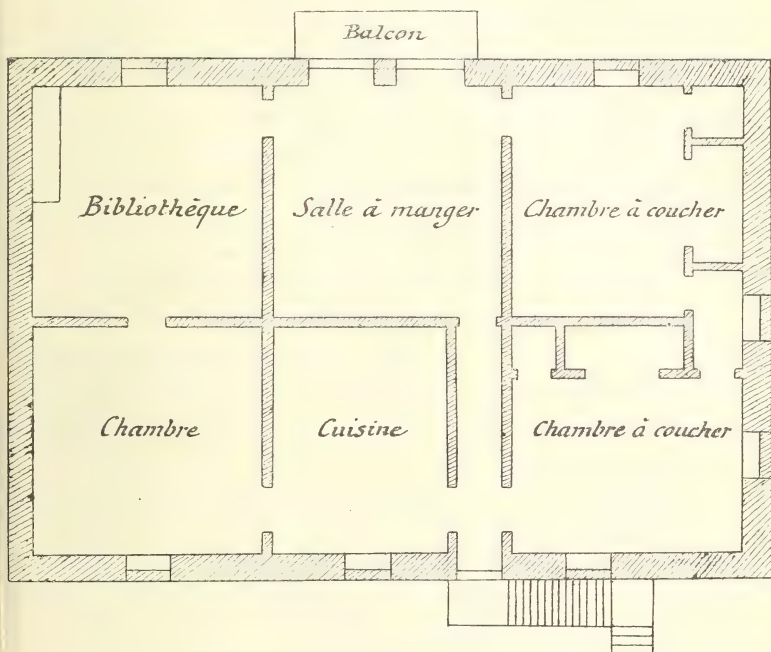 Balcon
Bibliothèque
Salle à manger
Chambre à coucher
Chambre
Cuisine
Chambre à coucher